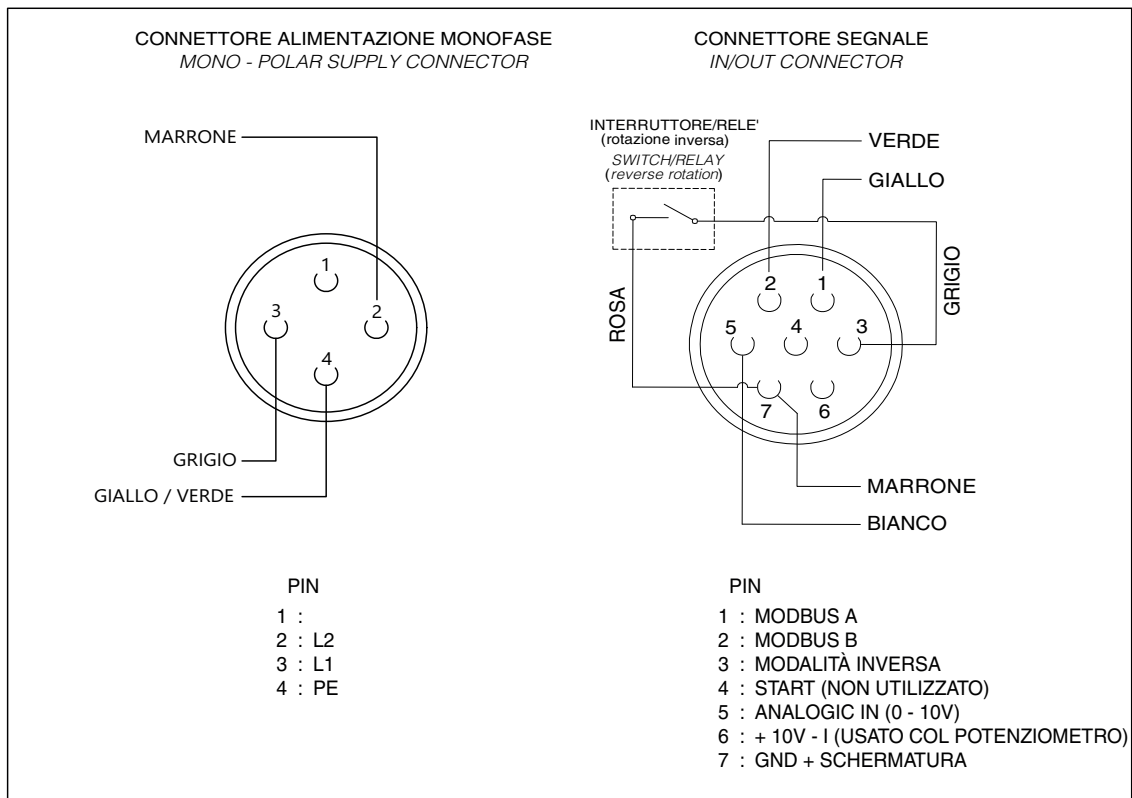 CONNETTORE ALIMENTAZIONE MONOFASE
MONO - POLAR SUPPLY CONNECTOR
MARRONE
1
3
2
4
GRIGIO
GIALLO / VERDE
PIN
1 :
2 : L2
3 : L1
4 : PE
CONNETTORE SEGNALE
IN/OUT CONNECTOR
INTERRUTTORE/RELE'
(rotazione inversa)
SWITCH/RELAY
(reverse rotation)
VERDE
GIALLO
ROSA
GRIGIO
2
1
5
4
3
7
6
MARRONE
BIANCO
PIN
1 : MODBUS A
2 : MODBUS B
3 : MODALITÀ INVERSA
4 : START (NON UTILIZZATO)
5 : ANALOGIC IN (0 - 10V)
6 : + 10V - I (USATO COL POTENZIOMETRO)
7 : GND + SCHERMATURA